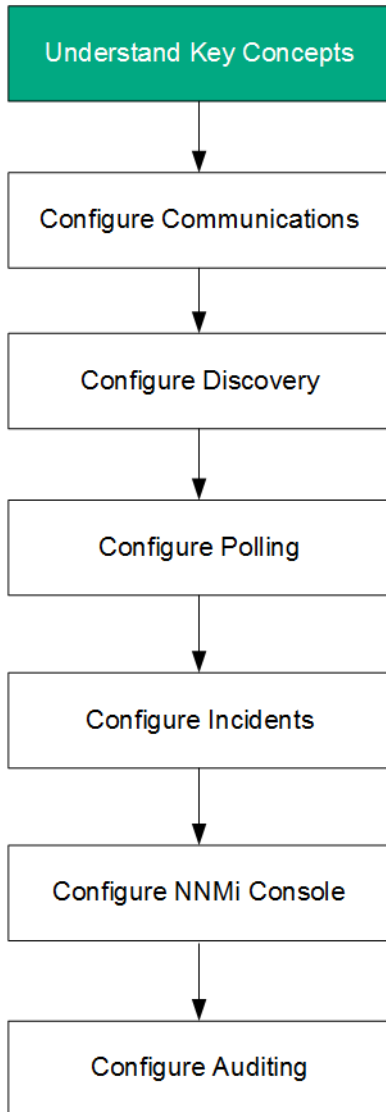 Understand Key Concepts
Configure Communications
Configure Discovery
Configure Polling
Configure Incidents
Configure NNMi Console
Configure Auditing